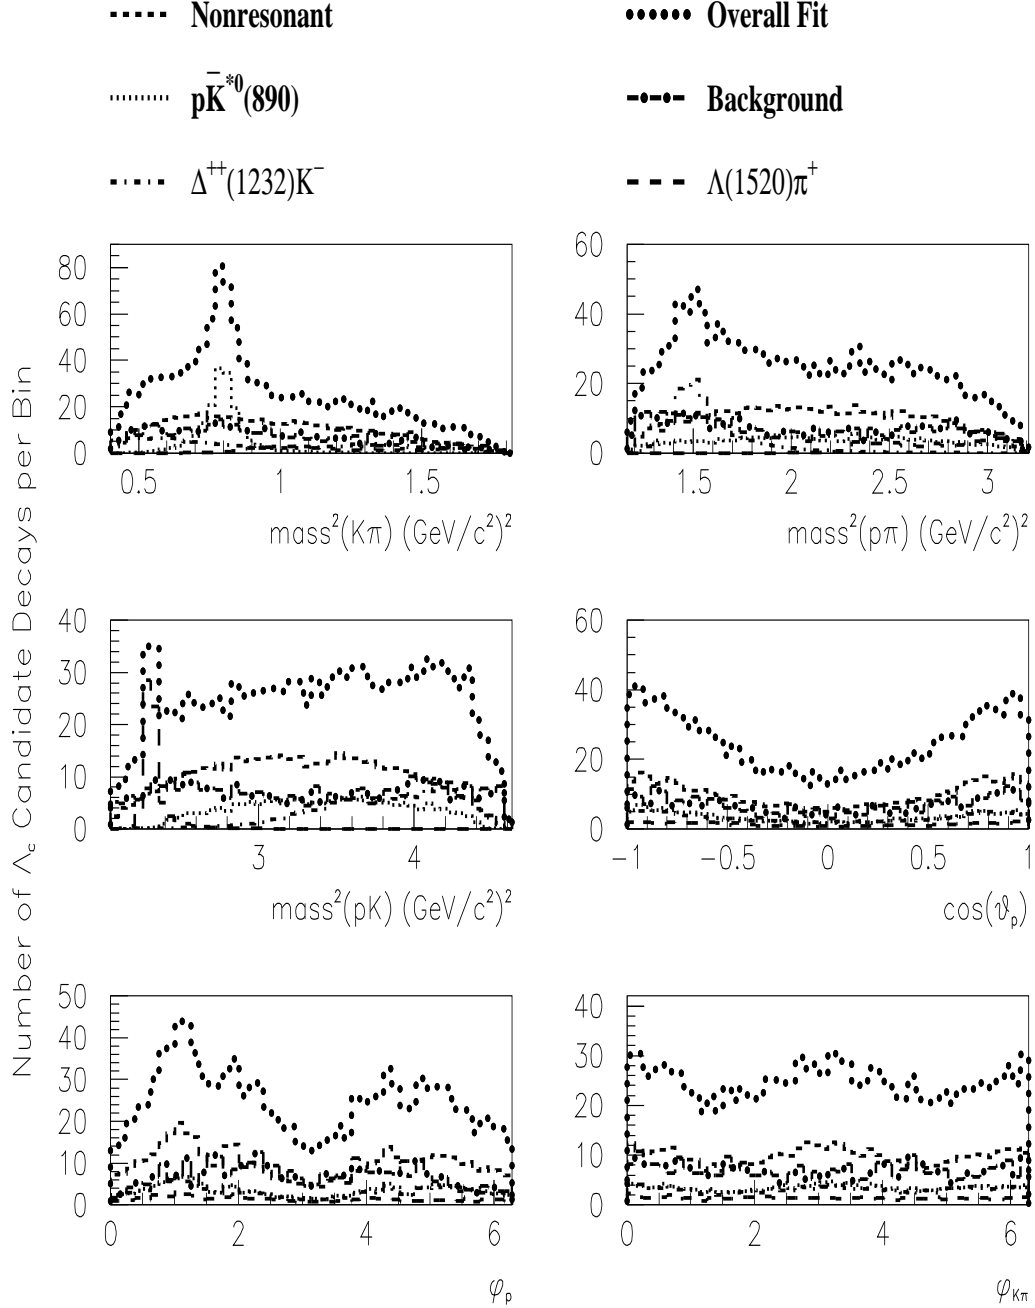 Nonresonant
Overall Fit
pK̄*⁰(890)
Background
Δ⁺⁺(1232)K⁻
Λ(1520)π⁺
Number of Λc Candidate Decays per Bin
80
60
40
20
0
0.5 1 1.5
mass²(Kπ) (GeV/c²)²
60
40
20
0
1.5 2 2.5 3
mass²(pπ) (GeV/c²)²
40
30
20
10
0
3 4
mass²(pK) (GeV/c²)²
60
40
20
0
-1 -0.5 0 0.5 1
cos(ϑp)
50
40
30
20
10
0
0 2 4 6
φp
40
30
20
10
0
0 2 4 6
φKπ